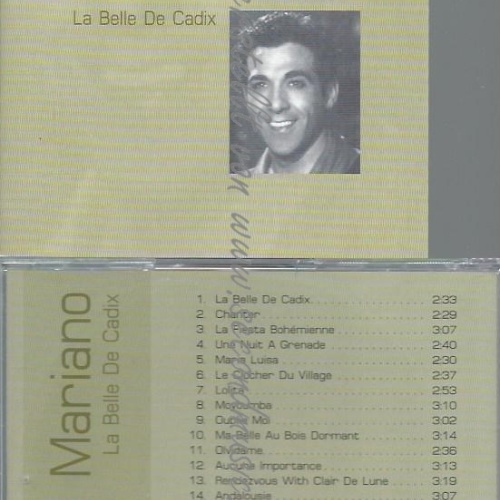 La Belle De Cadix
Mariano
La Belle De Cadix
1. La Belle De Cadix 2:33
2. Chanter 2:29
3. La Fiesta Bohémienne 3:07
4. Une Nuit A Grenade 2:40
5. Maria Luisa 2:30
6. Le Clocher Du Village 2:37
7. Lolita 2:53
8. Moyoumba 3:10
9. Oublie Moi 3:02
10. Ma Belle Au Bois Dormant 3:14
11. Olvidame 2:36
12. Aucune Importance 3:13
13. Rendezvous With Clair De Lune 3:19
14. Andalousie 3:07